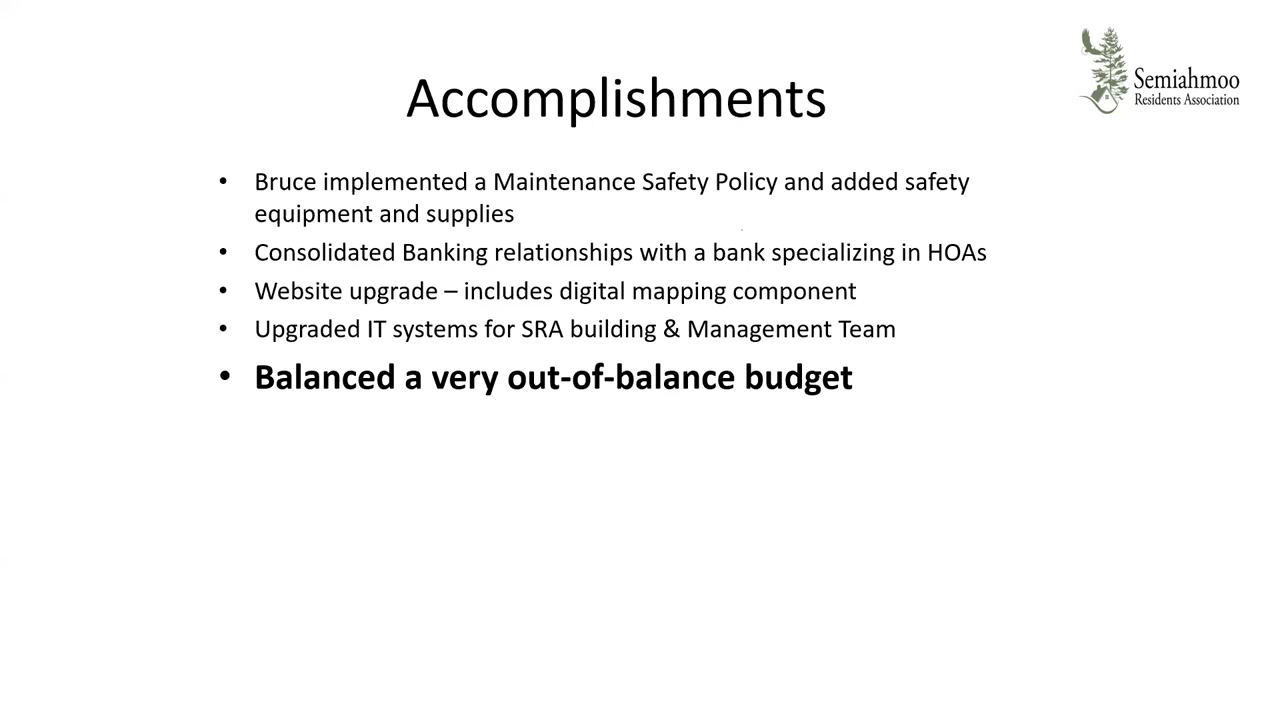 Semiahmoo
Residents Association
Accomplishments
• Bruce implemented a Maintenance Safety Policy and added safety
equipment and supplies
• Consolidated Banking relationships with a bank specializing in HOAs
• Website upgrade – includes digital mapping component
• Upgraded IT systems for SRA building & Management Team
• Balanced a very out-of-balance budget